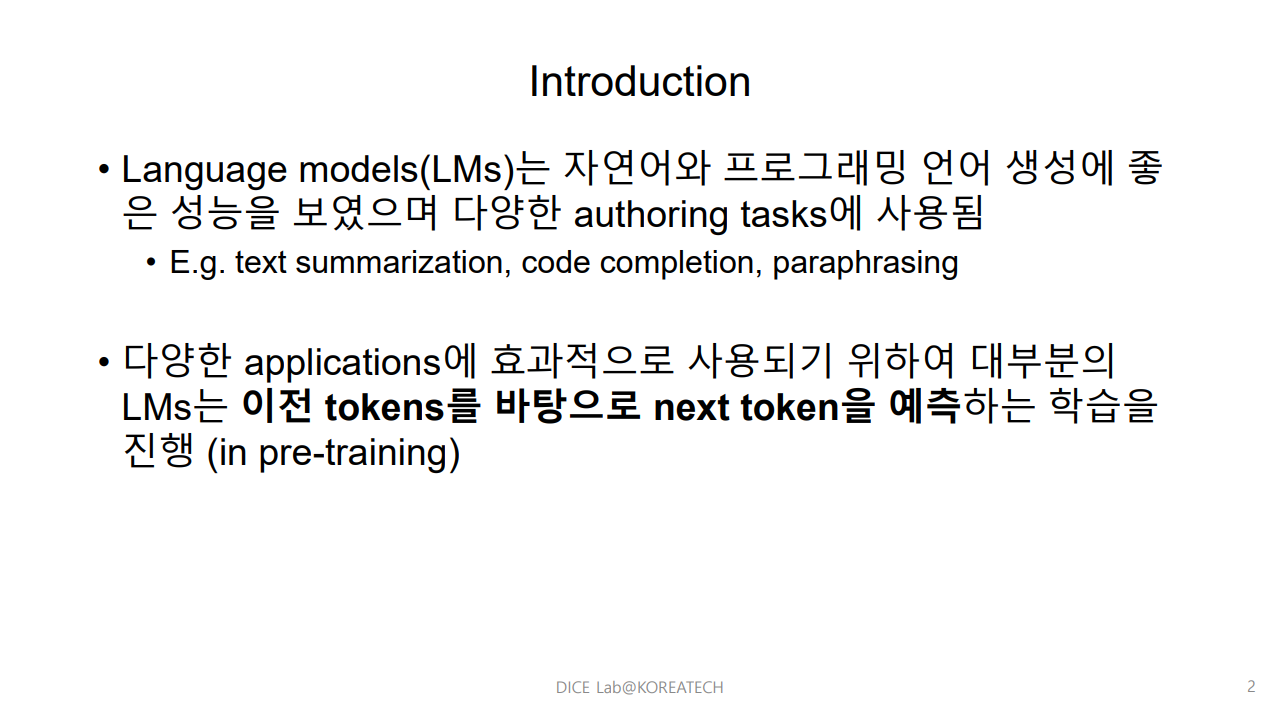 Introduction
• Language models(LMs)는 자연어와 프로그래밍 언어 생성에 좋
은 성능을 보였으며 다양한 authoring tasks에 사용됨
• E.g. text summarization, code completion, paraphrasing
• 다양한 applications에 효과적으로 사용되기 위하여 대부분의
LMs는 이전 tokens를 바탕으로 next token을 예측하는 학습을
진행 (in pre-training)
DICE Lab@KOREATECH
2